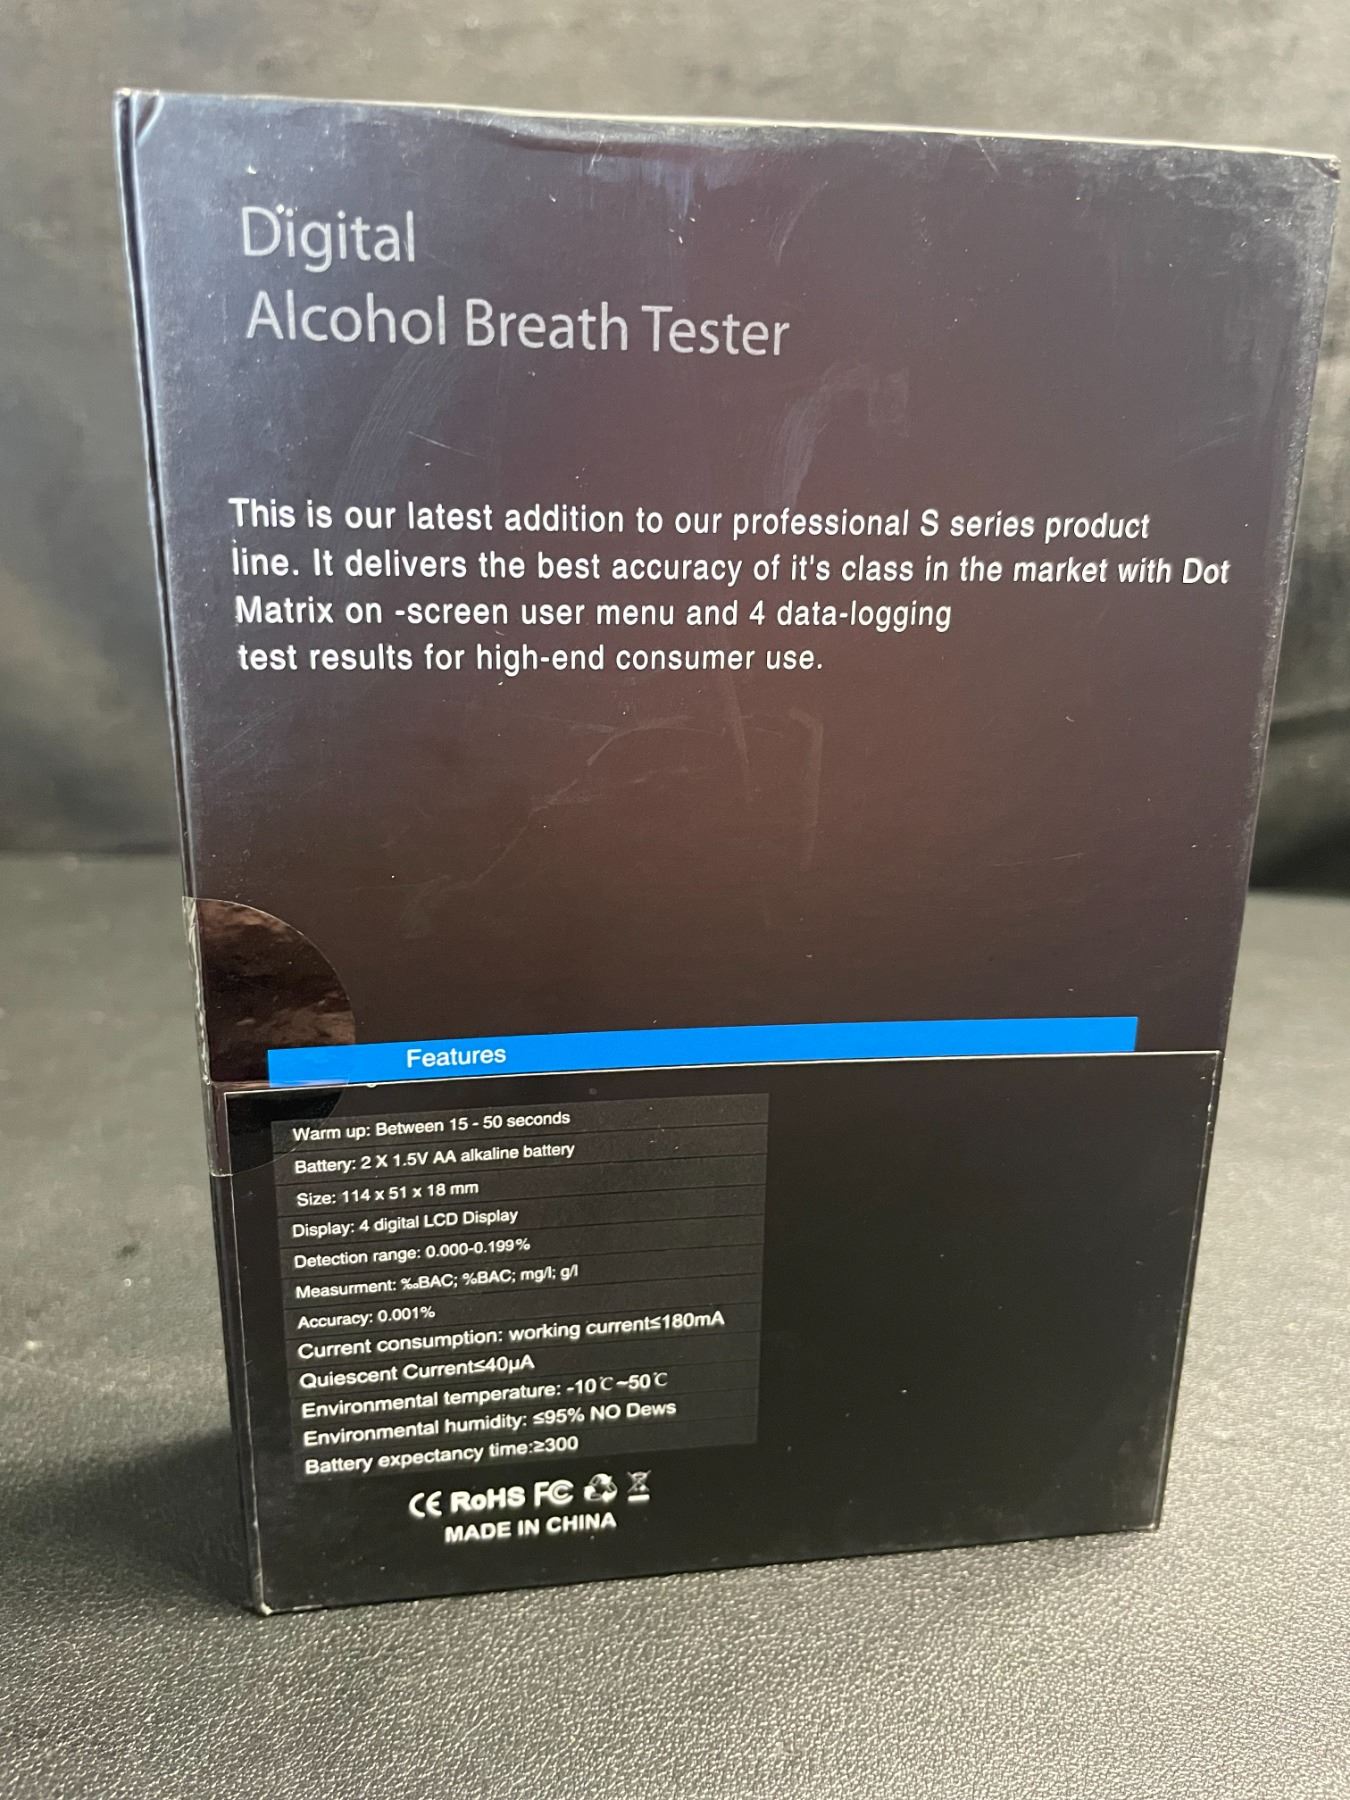 Digital
Alcohol Breath Tester
This is our latest addition to our professional S series product
line. It delivers the best accuracy of it's class in the market with Dot
Matrix on -screen user menu and 4 data-logging
test results for high-end consumer use.
Features
Warm up: Between 15 - 50 seconds
Battery: 2 X 1.5V AA alkaline battery
Size: 114 x 51 x 18 mm
Display: 4 digital LCD Display
Detection range: 0.000-0.199%
Measurment: ‰BAC; %BAC; mg/l; g/l
Accuracy: 0.001%
Current consumption: working current≤180mA
Quiescent Current≤40μA
Environmental temperature: -10℃~50℃
Environmental humidity: ≤95% NO Dews
Battery expectancy time:≥300
CE RoHS FC
MADE IN CHINA